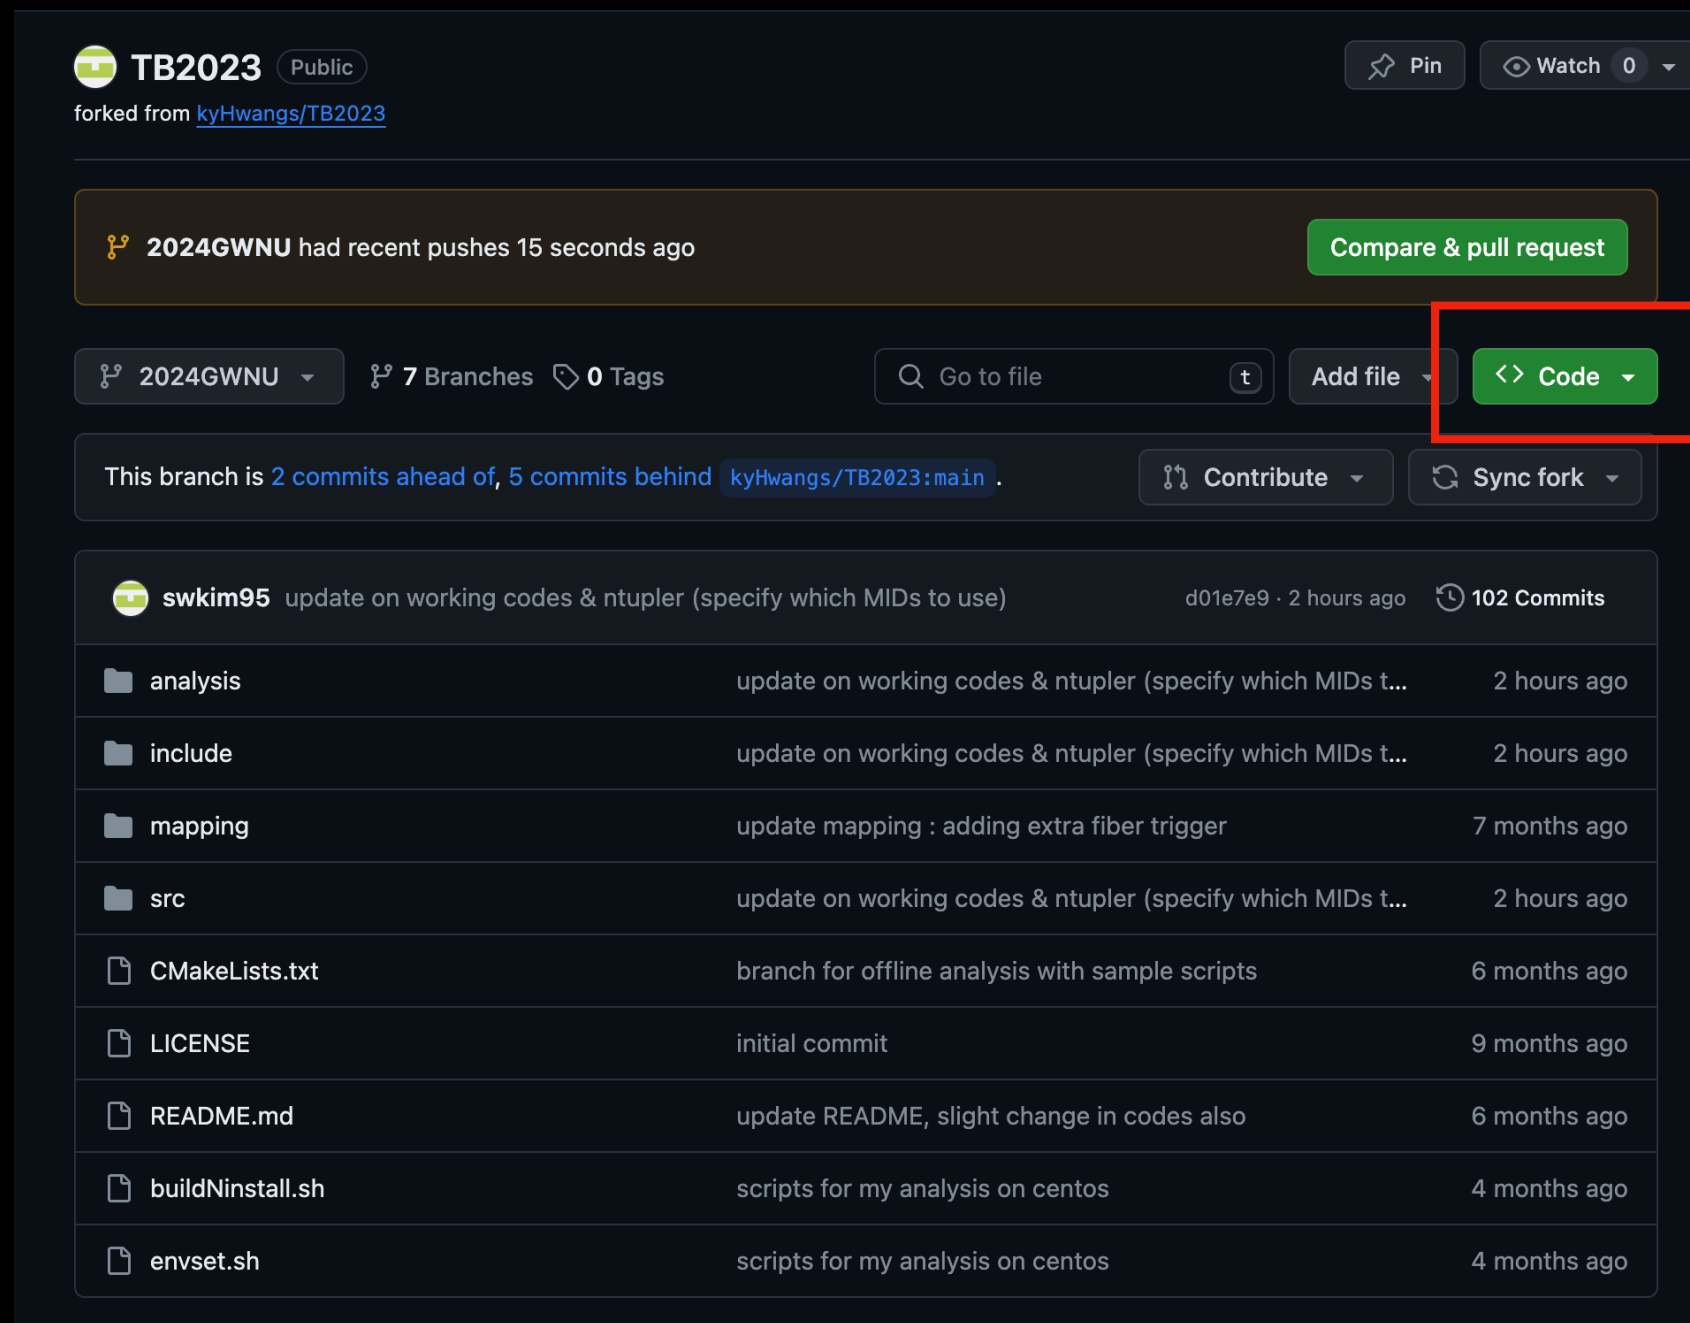 TB2023 Public Pin Watch 0
forked from kyHwangs/TB2023
2024GWNU had recent pushes 15 seconds ago Compare & pull request
2024GWNU 7 Branches 0 Tags Go to file t Add file <> Code
This branch is 2 commits ahead of, 5 commits behind kyHwangs/TB2023:main . Contribute Sync fork
swkim95 update on working codes & ntupler (specify which MIDs to use) d01e7e9 · 2 hours ago 102 Commits
analysis update on working codes & ntupler (specify which MIDs t... 2 hours ago
include update on working codes & ntupler (specify which MIDs t... 2 hours ago
mapping update mapping : adding extra fiber trigger 7 months ago
src update on working codes & ntupler (specify which MIDs t... 2 hours ago
CMakeLists.txt branch for offline analysis with sample scripts 6 months ago
LICENSE initial commit 9 months ago
README.md update README, slight change in codes also 6 months ago
buildNinstall.sh scripts for my analysis on centos 4 months ago
envset.sh scripts for my analysis on centos 4 months ago